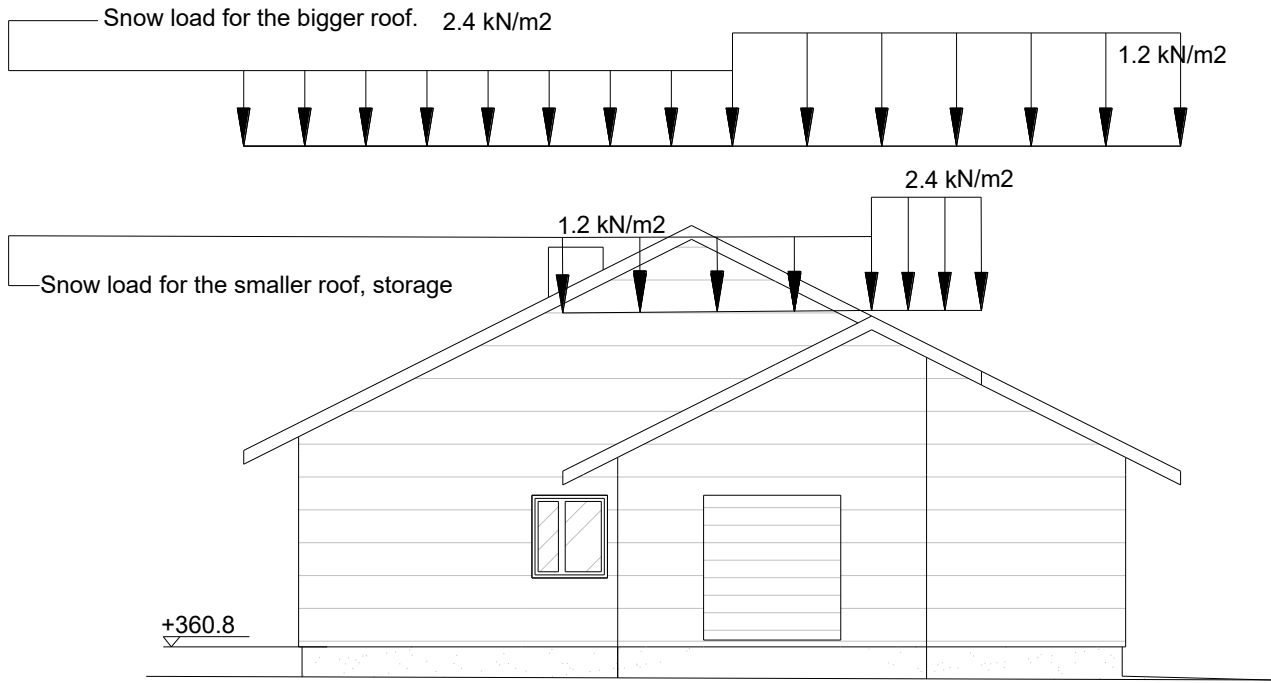 Snow load for the bigger roof. 2.4 kN/m2
1.2 kN/m2
2.4 kN/m2
1.2 kN/m2
Snow load for the smaller roof, storage
+360.8